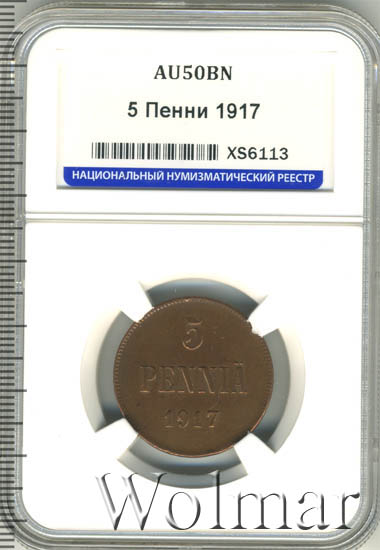 AU50BN
5 Пенни 1917
XS6113
НАЦИОНАЛЬНЫЙ НУМИЗМАТИЧЕСКИЙ РЕЕСТР
5
PENNIÄ
1917
Wolmar